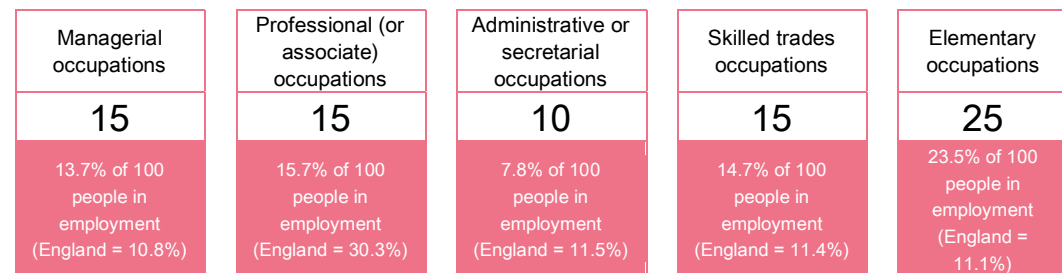 Managerial
occupations
15
13.7% of 100
people in
employment
(England = 10.8%)
Professional (or
associate)
occupations
15
15.7% of 100
people in
employment
(England = 30.3%)
Administrative or
secretarial
occupations
10
7.8% of 100
people in
employment
(England = 11.5%)
Skilled trades
occupations
15
14.7% of 100
people in
employment
(England = 11.4%)
Elementary
occupations
25
23.5% of 100
people in
employment
(England =
11.1%)